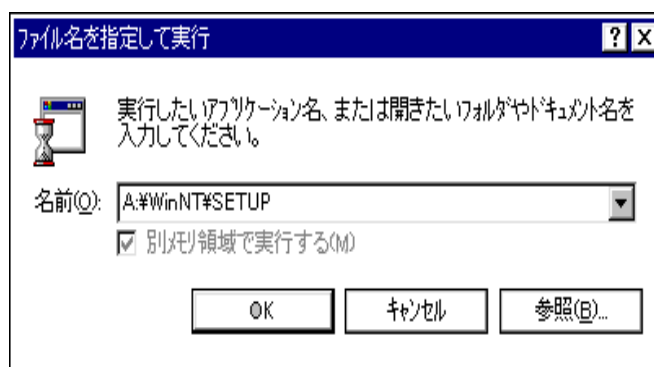 ファイル名を指定して実行
実行したいアプリケーション名、または開きたいフォルダやドキュメント名を
入力してください。
名前(O): A:¥WinNT¥SETUP
別メモリ領域で実行する(M)
OK キャンセル 参照(B)...